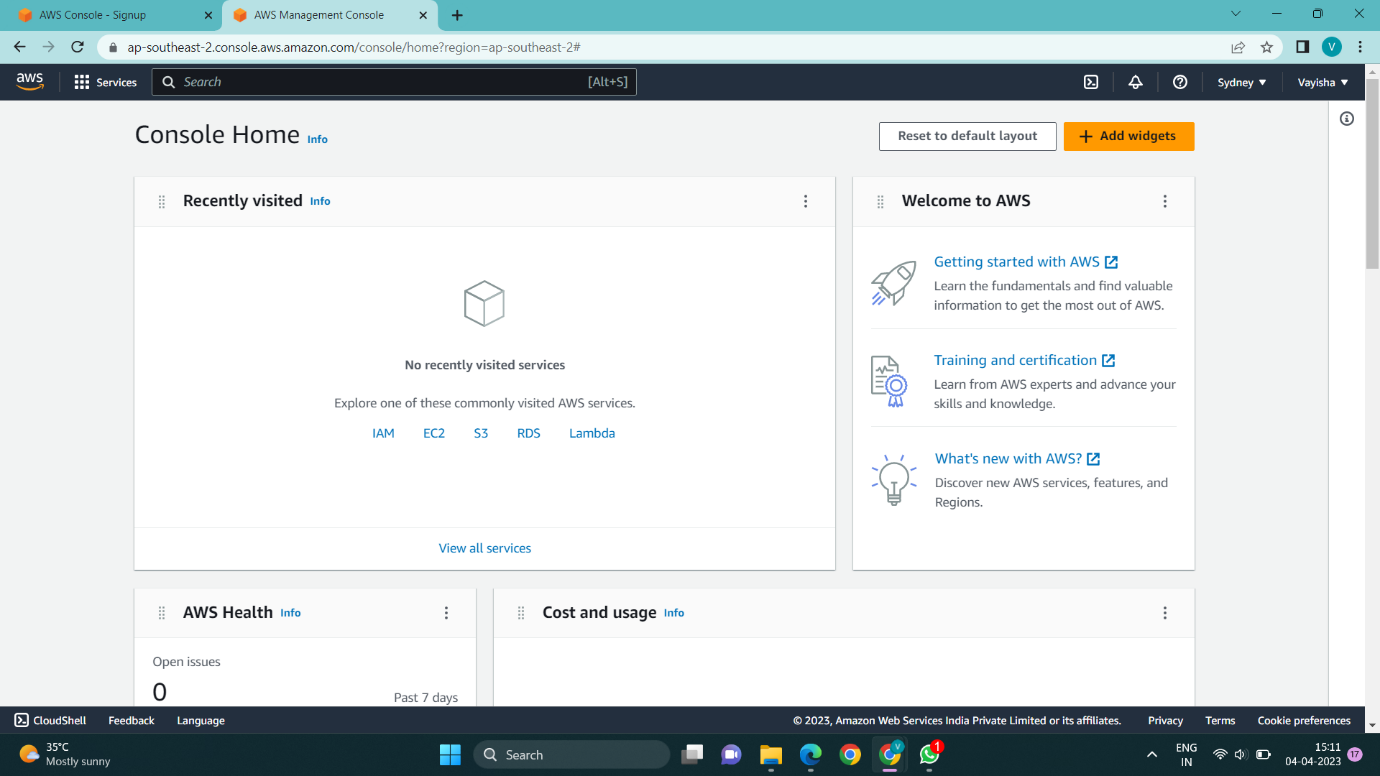 AWS Console - Signup
AWS Management Console
ap-southeast-2.console.aws.amazon.com/console/home?region=ap-southeast-2#
V
aws
Services
Search
[Alt+S]
Sydney
Vayisha
Console Home Info
Reset to default layout
Add widgets
Recently visited Info
No recently visited services
Explore one of these commonly visited AWS services.
IAM EC2 S3 RDS Lambda
View all services
Welcome to AWS
Getting started with AWS
Learn the fundamentals and find valuable
information to get the most out of AWS.
Training and certification
Learn from AWS experts and advance your
skills and knowledge.
What's new with AWS?
Discover new AWS services, features, and
Regions.
AWS Health Info
Open issues
0
Past 7 days
Cost and usage Info
CloudShell Feedback Language
© 2023, Amazon Web Services India Private Limited or its affiliates. Privacy Terms Cookie preferences
35°C
Mostly sunny
Search
V
1
ENG
IN
15:11
04-04-2023
17